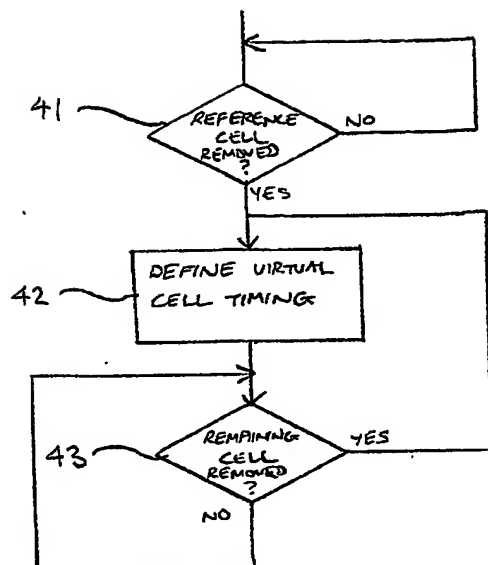 41
REFERENCE
CELL
REMOVED
?
NO
YES
42
DEFINE VIRTUAL
CELL TIMING
43
REMAINING
CELL
REMOVED
?
YES
NO